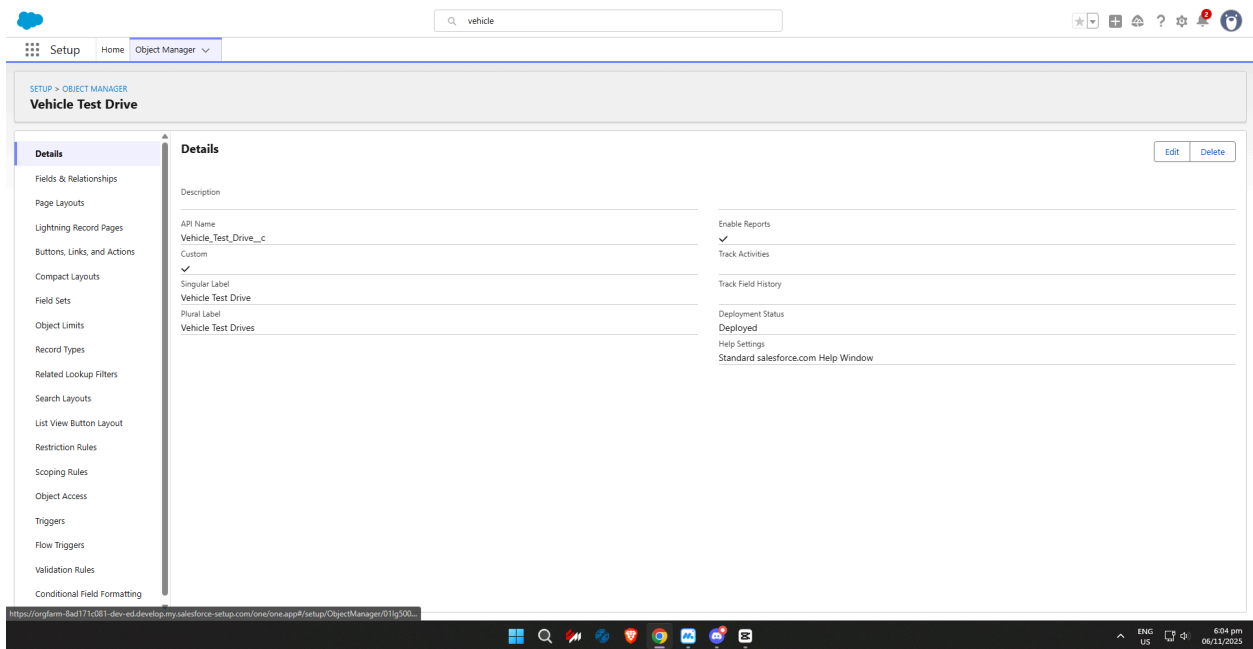 vehicle
2
Setup
Home
Object Manager
SETUP > OBJECT MANAGER
Vehicle Test Drive
Details
Fields & Relationships
Page Layouts
Lightning Record Pages
Buttons, Links, and Actions
Compact Layouts
Field Sets
Object Limits
Record Types
Related Lookup Filters
Search Layouts
List View Button Layout
Restriction Rules
Scoping Rules
Object Access
Triggers
Flow Triggers
Validation Rules
Conditional Field Formatting
Details
Edit
Delete
Description
API Name
Vehicle_Test_Drive__c
Custom
Singular Label
Vehicle Test Drive
Plural Label
Vehicle Test Drives
Enable Reports
Track Activities
Track Field History
Deployment Status
Deployed
Help Settings
Standard salesforce.com Help Window
https://orgfarm-8ad171c081-dev-ed.develop.my.salesforce-setup.com/one/one.app#/setup/ObjectManager/01Ig500...
ENG
US
6:04 pm
06/11/2025